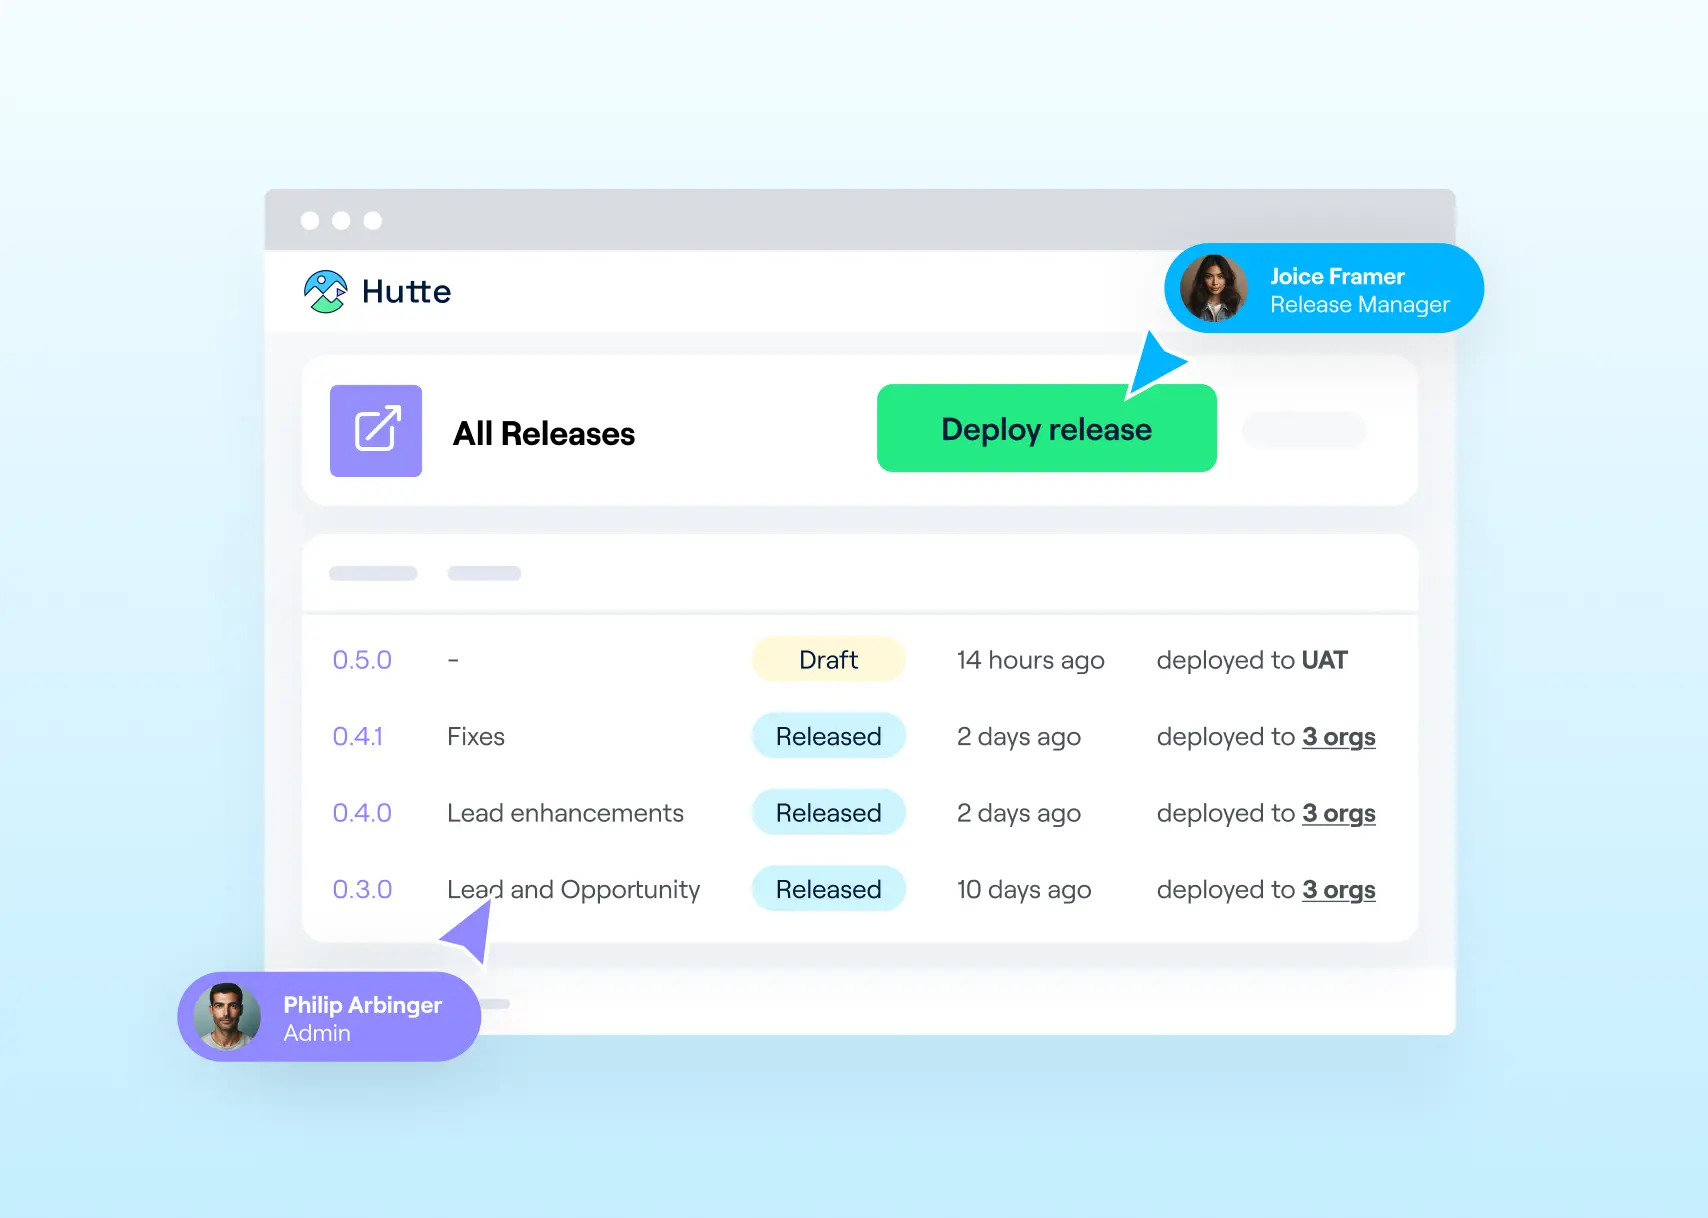 Hutte
Joice Framer
Release Manager
All Releases
Deploy release
0.5.0 - Draft 14 hours ago deployed to UAT
0.4.1 Fixes Released 2 days ago deployed to 3 orgs
0.4.0 Lead enhancements Released 2 days ago deployed to 3 orgs
0.3.0 Lead and Opportunity Released 10 days ago deployed to 3 orgs
Philip Arbinger
Admin